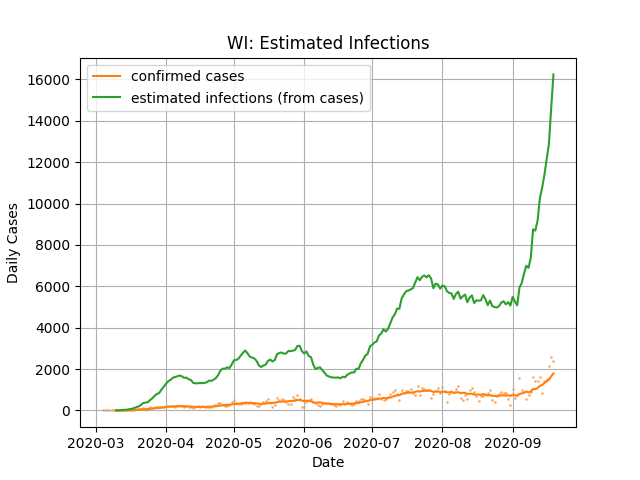 WI: Estimated Infections
confirmed cases
estimated infections (from cases)
16000
14000
12000
10000
8000
6000
4000
2000
0
Daily Cases
2020-03 2020-04 2020-05 2020-06 2020-07 2020-08 2020-09
Date